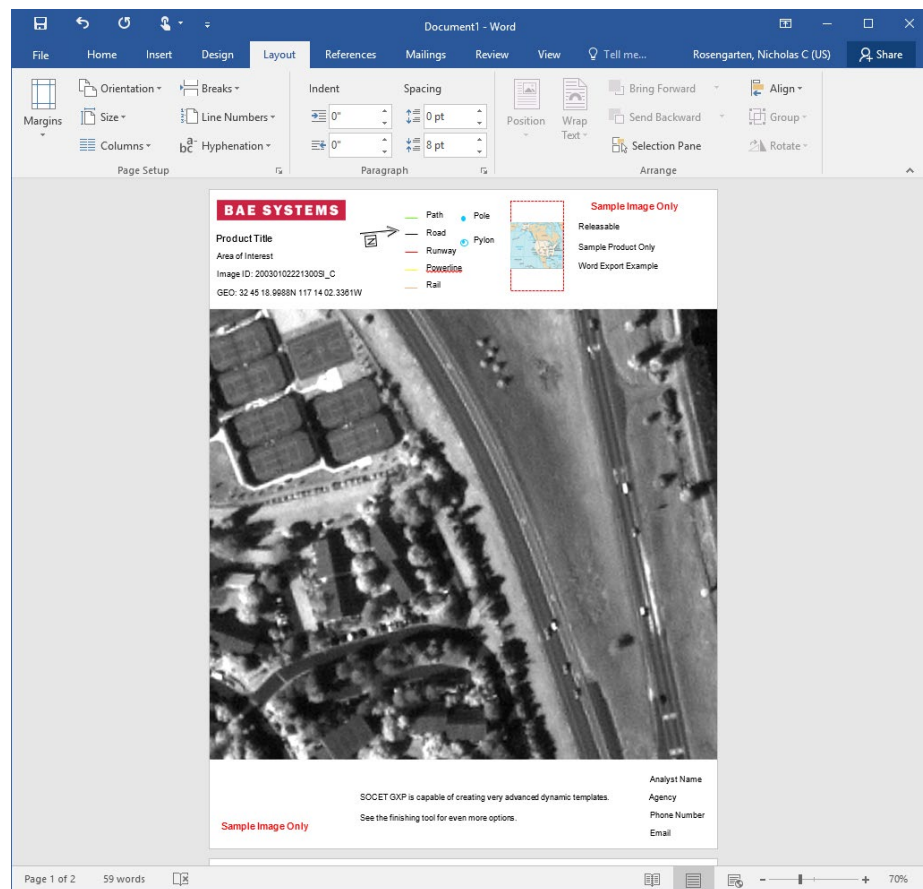 Document1 - Word
File Home Insert Design Layout References Mailings Review View Tell me... Rosengarten, Nicholas C (US) Share
Margins
Orientation
Size
Columns
Breaks
Line Numbers
bc Hyphenation
Page Setup
Indent
0"
0"
Spacing
0 pt
8 pt
Paragraph
Position
Wrap Text
Bring Forward
Send Backward
Selection Pane
Align
Group
Rotate
Arrange
BAE SYSTEMS
Product Title
Area of Interest
Image ID: 20030102221300SI_C
GEO: 32 45 18.9988N 117 14 02.3361W
N
Path
Road
Runway
Powerline
Rail
Pole
Pylon
Sample Image Only
Releasable
Sample Product Only
Word Export Example
SOCET GXP is capable of creating very advanced dynamic templates.
See the finishing tool for even more options.
Sample Image Only
Analyst Name
Agency
Phone Number
Email
Page 1 of 2 59 words 70%